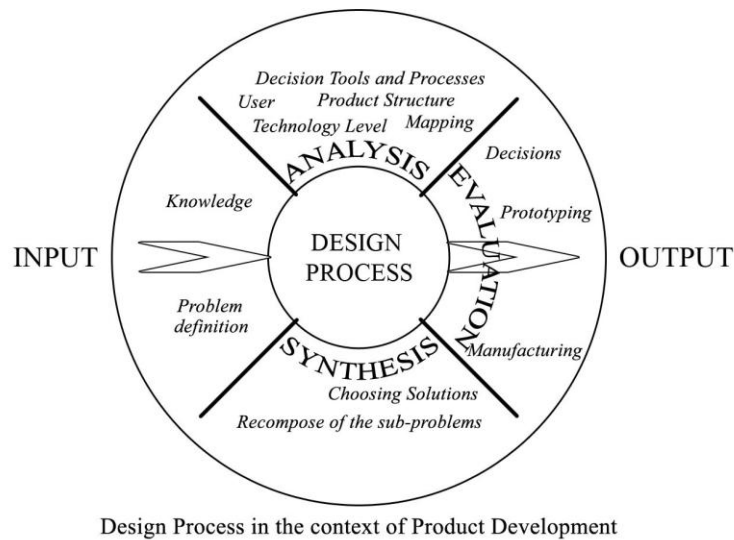 Decision Tools and Processes
User Product Structure
Technology Level Mapping
ANALYSIS
Decisions
EVALUATION
Knowledge
Prototyping
INPUT
DESIGN
PROCESS
OUTPUT
Problem
definition
Manufacturing
SYNTHESIS
Choosing Solutions
Recompose of the sub-problems
Design Process in the context of Product Development